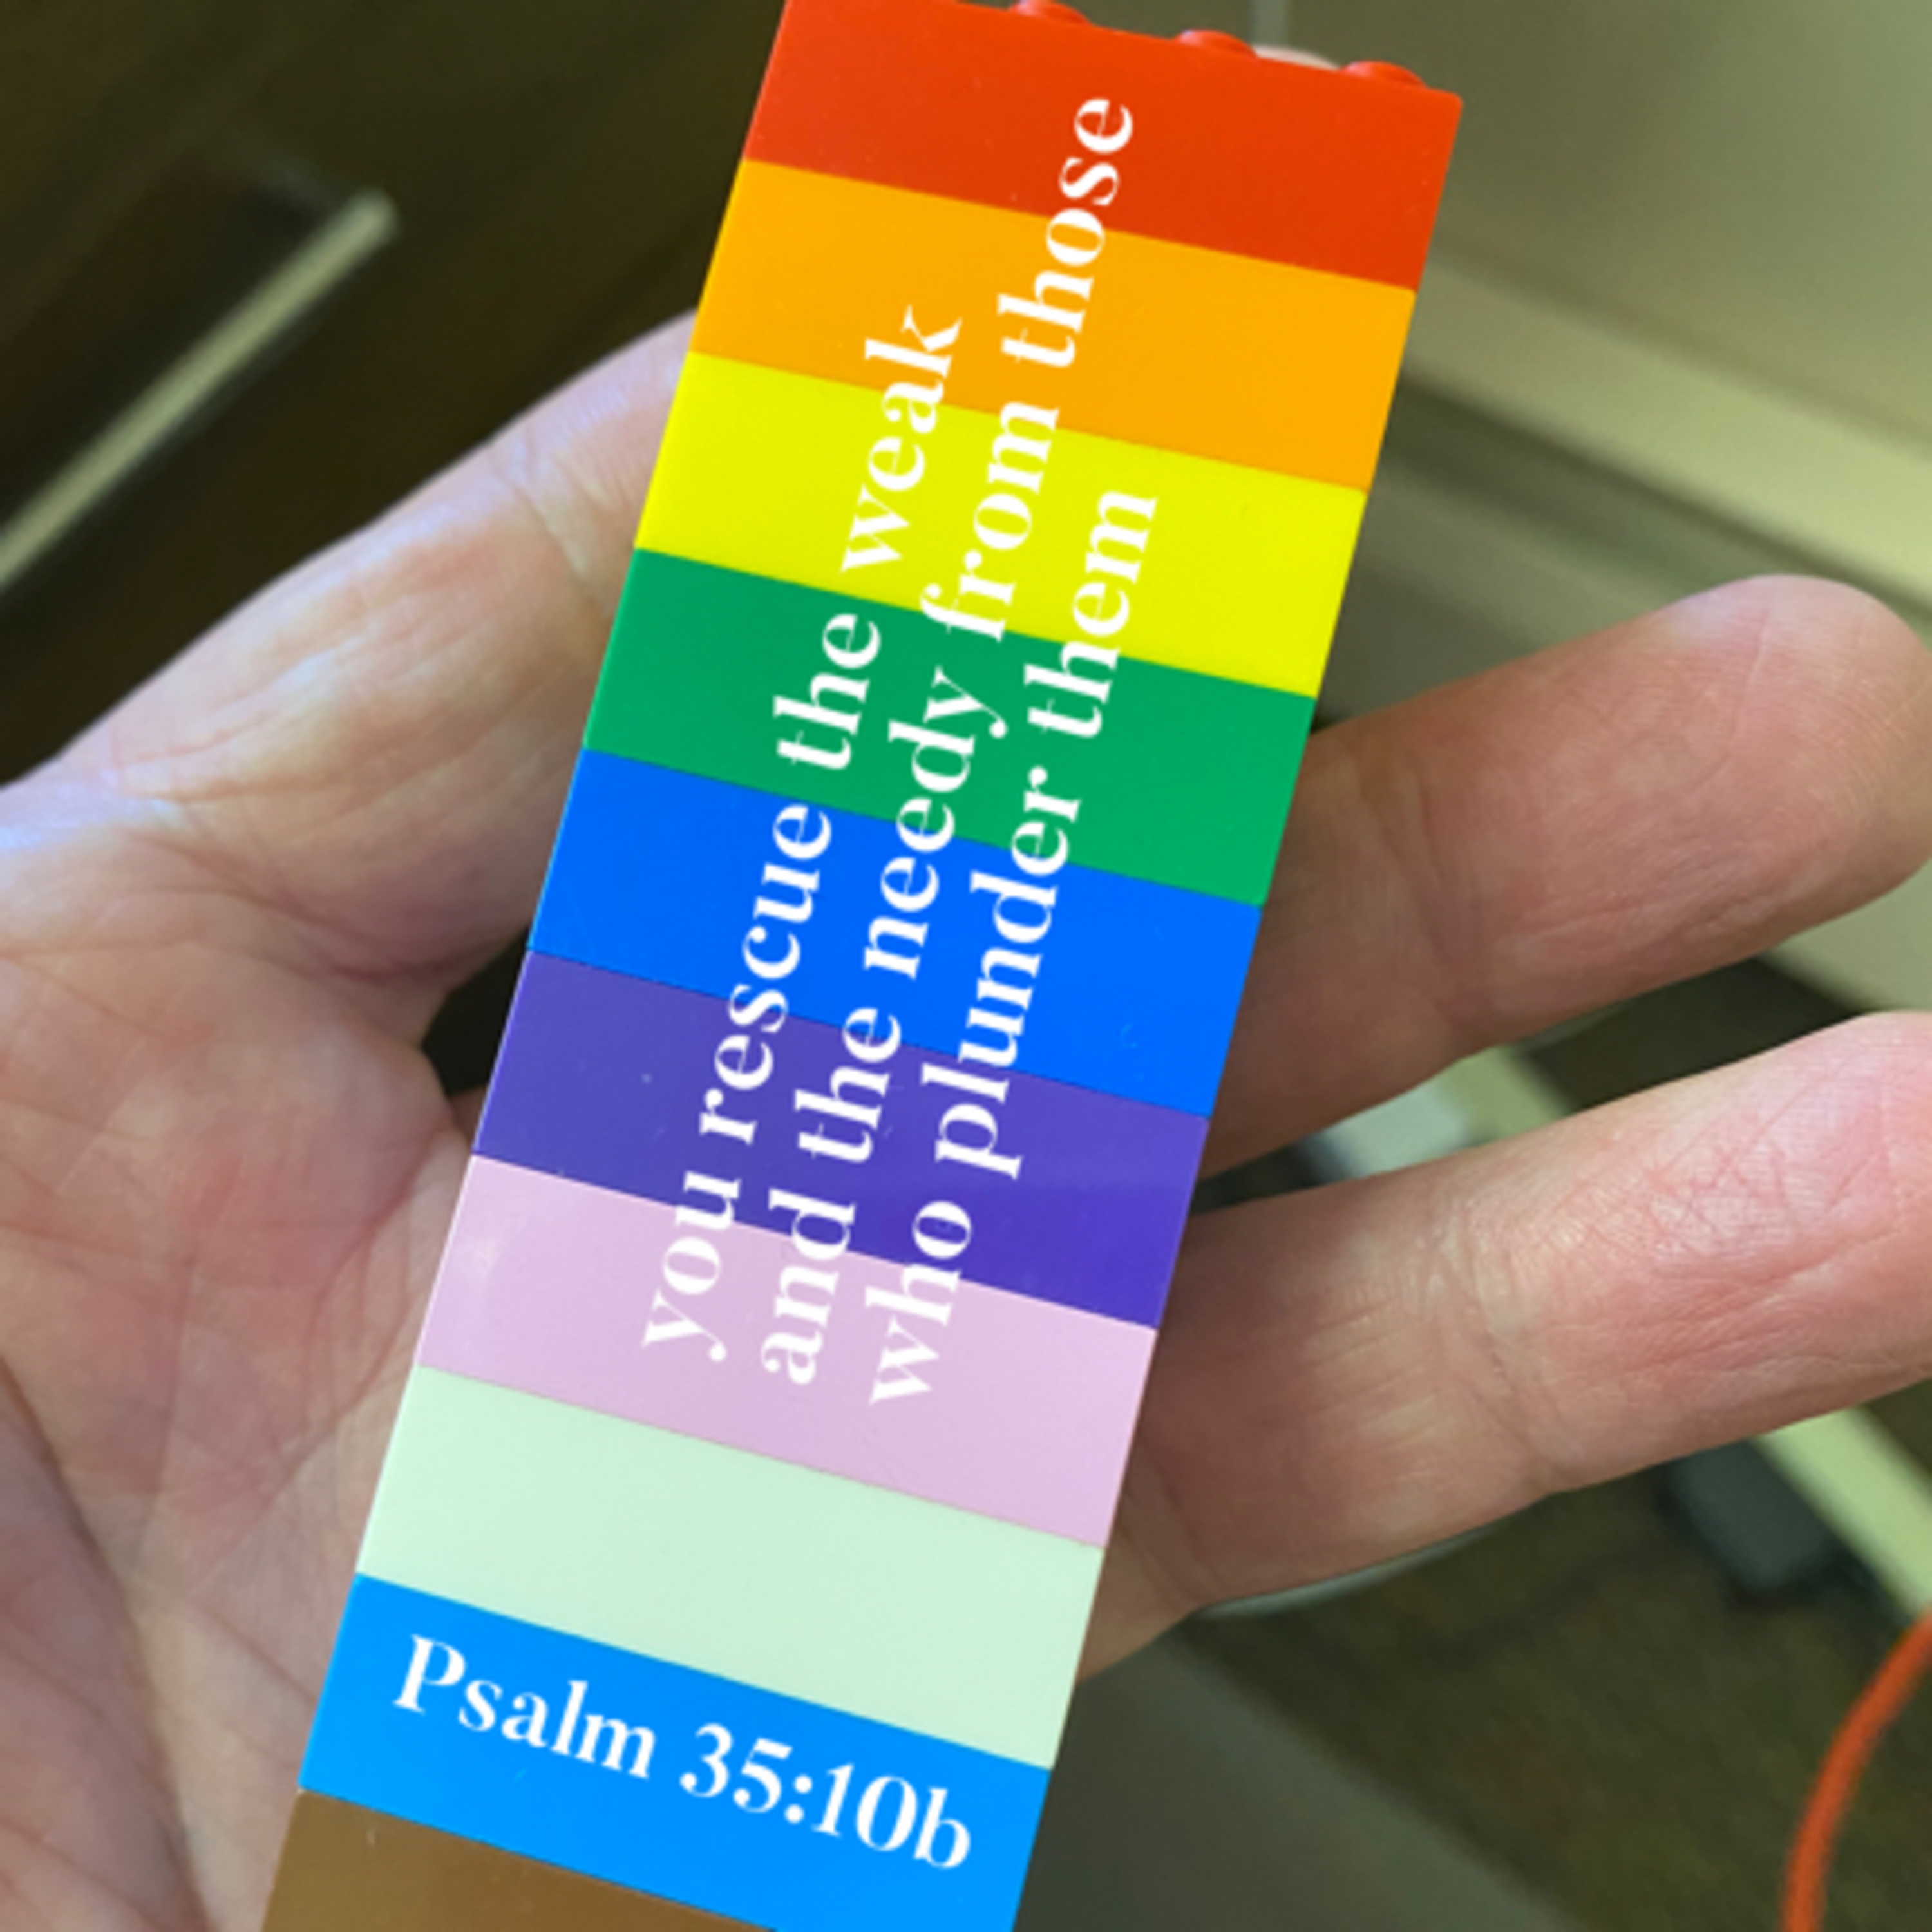 you rescue the weak
and the needy from those
who plunder them
Psalm 35:10b